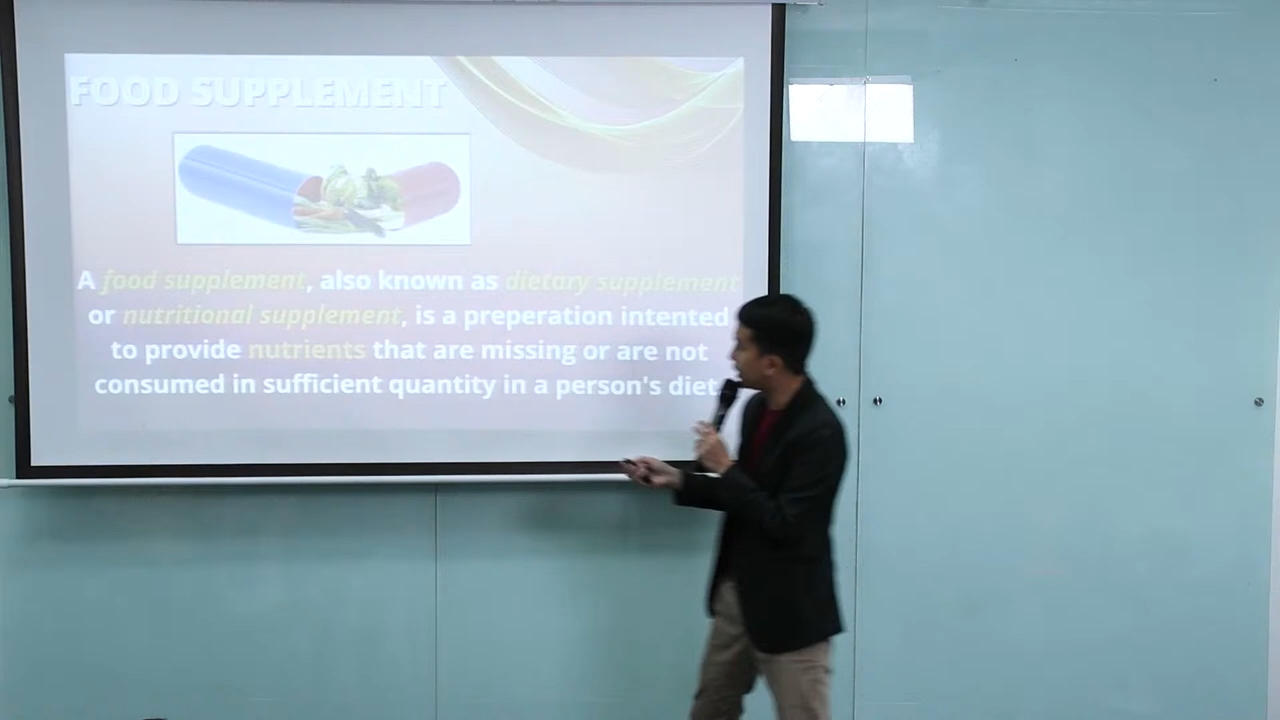 FOOD SUPPLEMENT
A food supplement, also known as dietary supplement
or nutritional supplement, is a preperation intented
to provide nutrients that are missing or are not
consumed in sufficient quantity in a person's diet